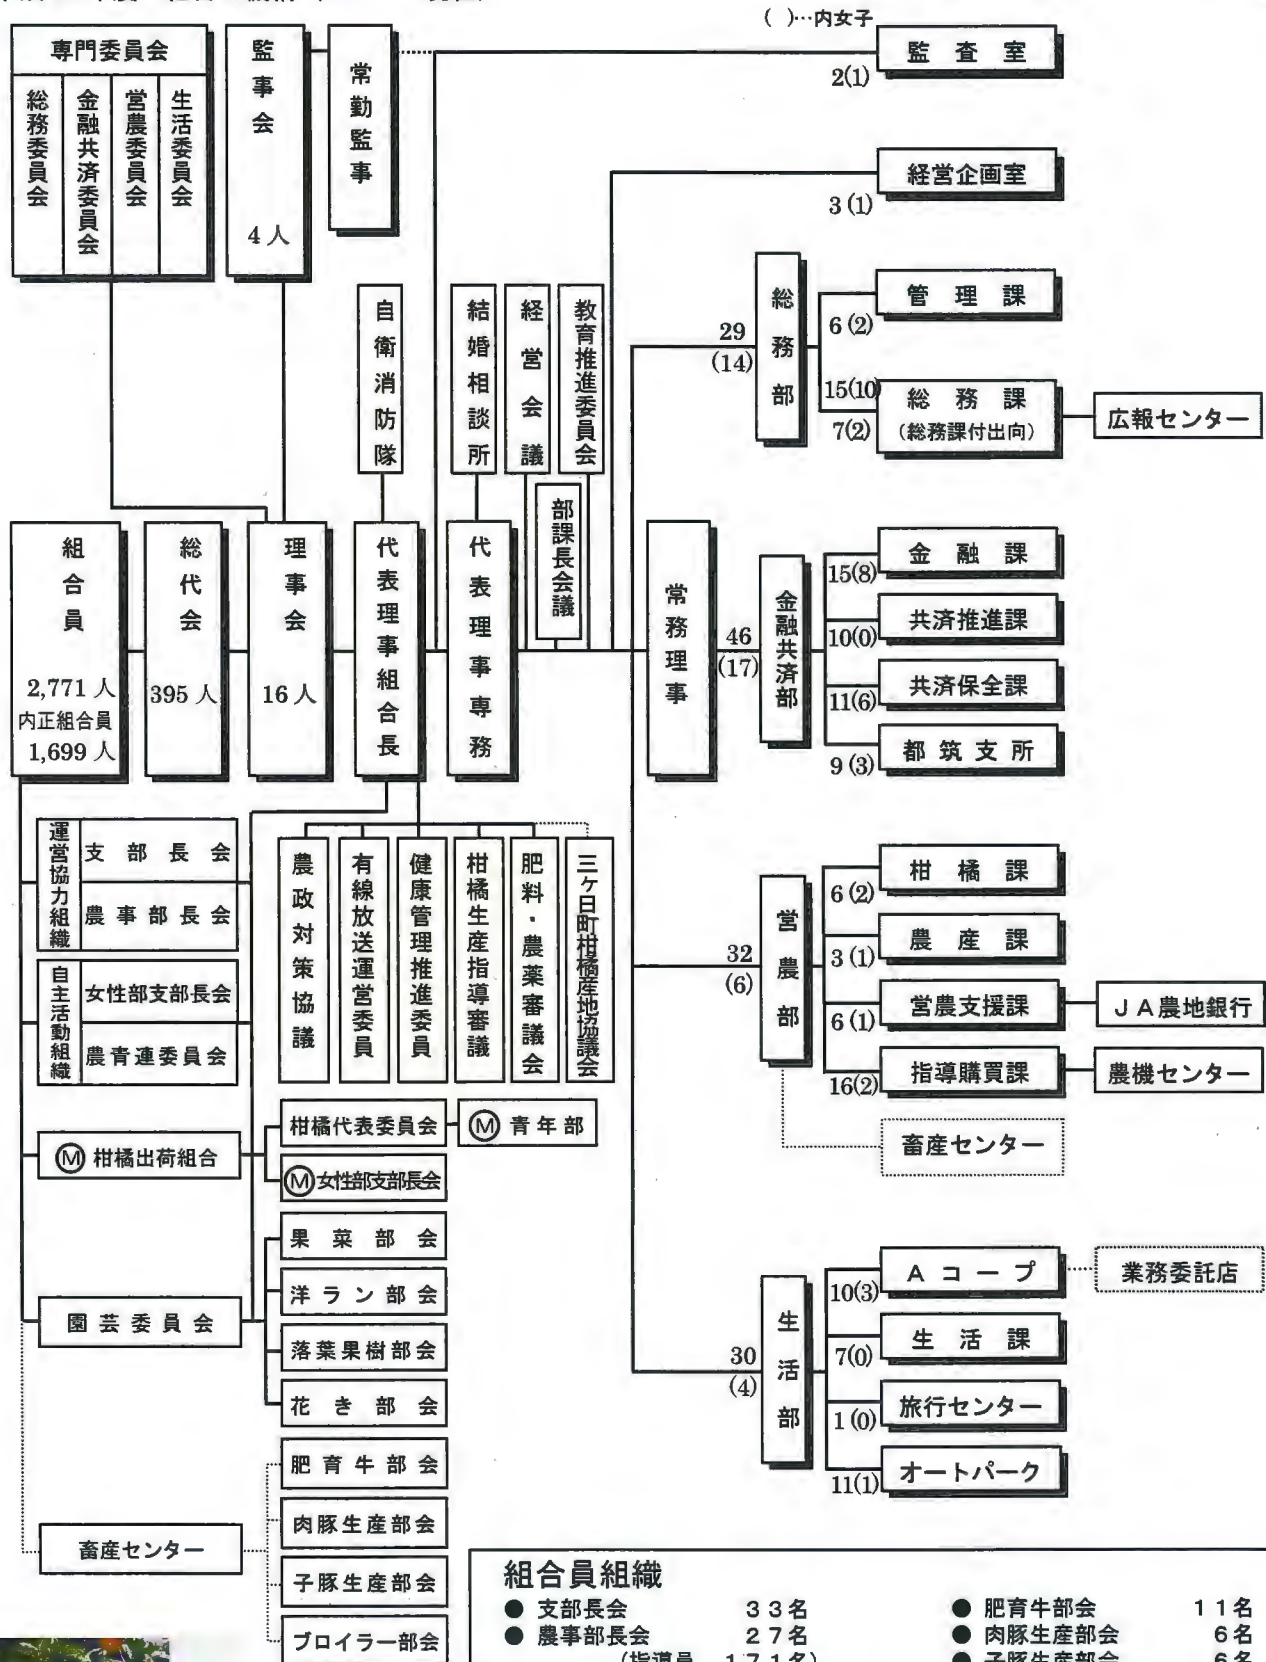 ( )…内女子
専門委員会
総務委員会
金融共済委員会
営農委員会
生活委員会
監事会
4人
常勤監事
監査室
2(1)
経営企画室
3(1)
自衛消防隊
結婚相談所
経営会議
教育推進委員会
部課長会議
総務部
29
(14)
管理課
6(2)
15(10)
総務課
7(2)
(総務課付出向)
広報センター
組合員
2,771人
内正組合員
1,699人
総代会
395人
理事会
16人
代表理事組合長
代表理事専務
常務理事
46
(17)
金融共済部
金融課
15(8)
共済推進課
10(0)
共済保全課
11(6)
都筑支所
9(3)
運営協力組織
支部長会
農事部長会
自主活動組織
女性部支部長会
農青連委員会
農政対策協議
有線放送運営委員
健康管理推進委員
柑橘生産指導審議
肥料・農薬審議会
三ケ日町柑橘産地協議会
32
(6)
営農部
柑橘課
6(2)
農産課
3(1)
営農支援課
6(1)
JA農地銀行
指導購買課
16(2)
農機センター
畜産センター
Ⓜ柑橘出荷組合
柑橘代表委員会
Ⓜ青年部
Ⓜ女性部支部長会
園芸委員会
果菜部会
洋ラン部会
落葉果樹部会
花き部会
30
(4)
生活部
Aコープ
10(3)
業務委託店
生活課
7(0)
旅行センター
1(0)
オートパーク
11(1)
畜産センター
肥育牛部会
肉豚生産部会
子豚生産部会
ブロイラー部会
組合員組織
● 支部長会 33名
● 農事部長会 27名
(指導員 171名)
● 肥育牛部会 11名
● 肉豚生産部会 6名
● 子豚生産部会 6名